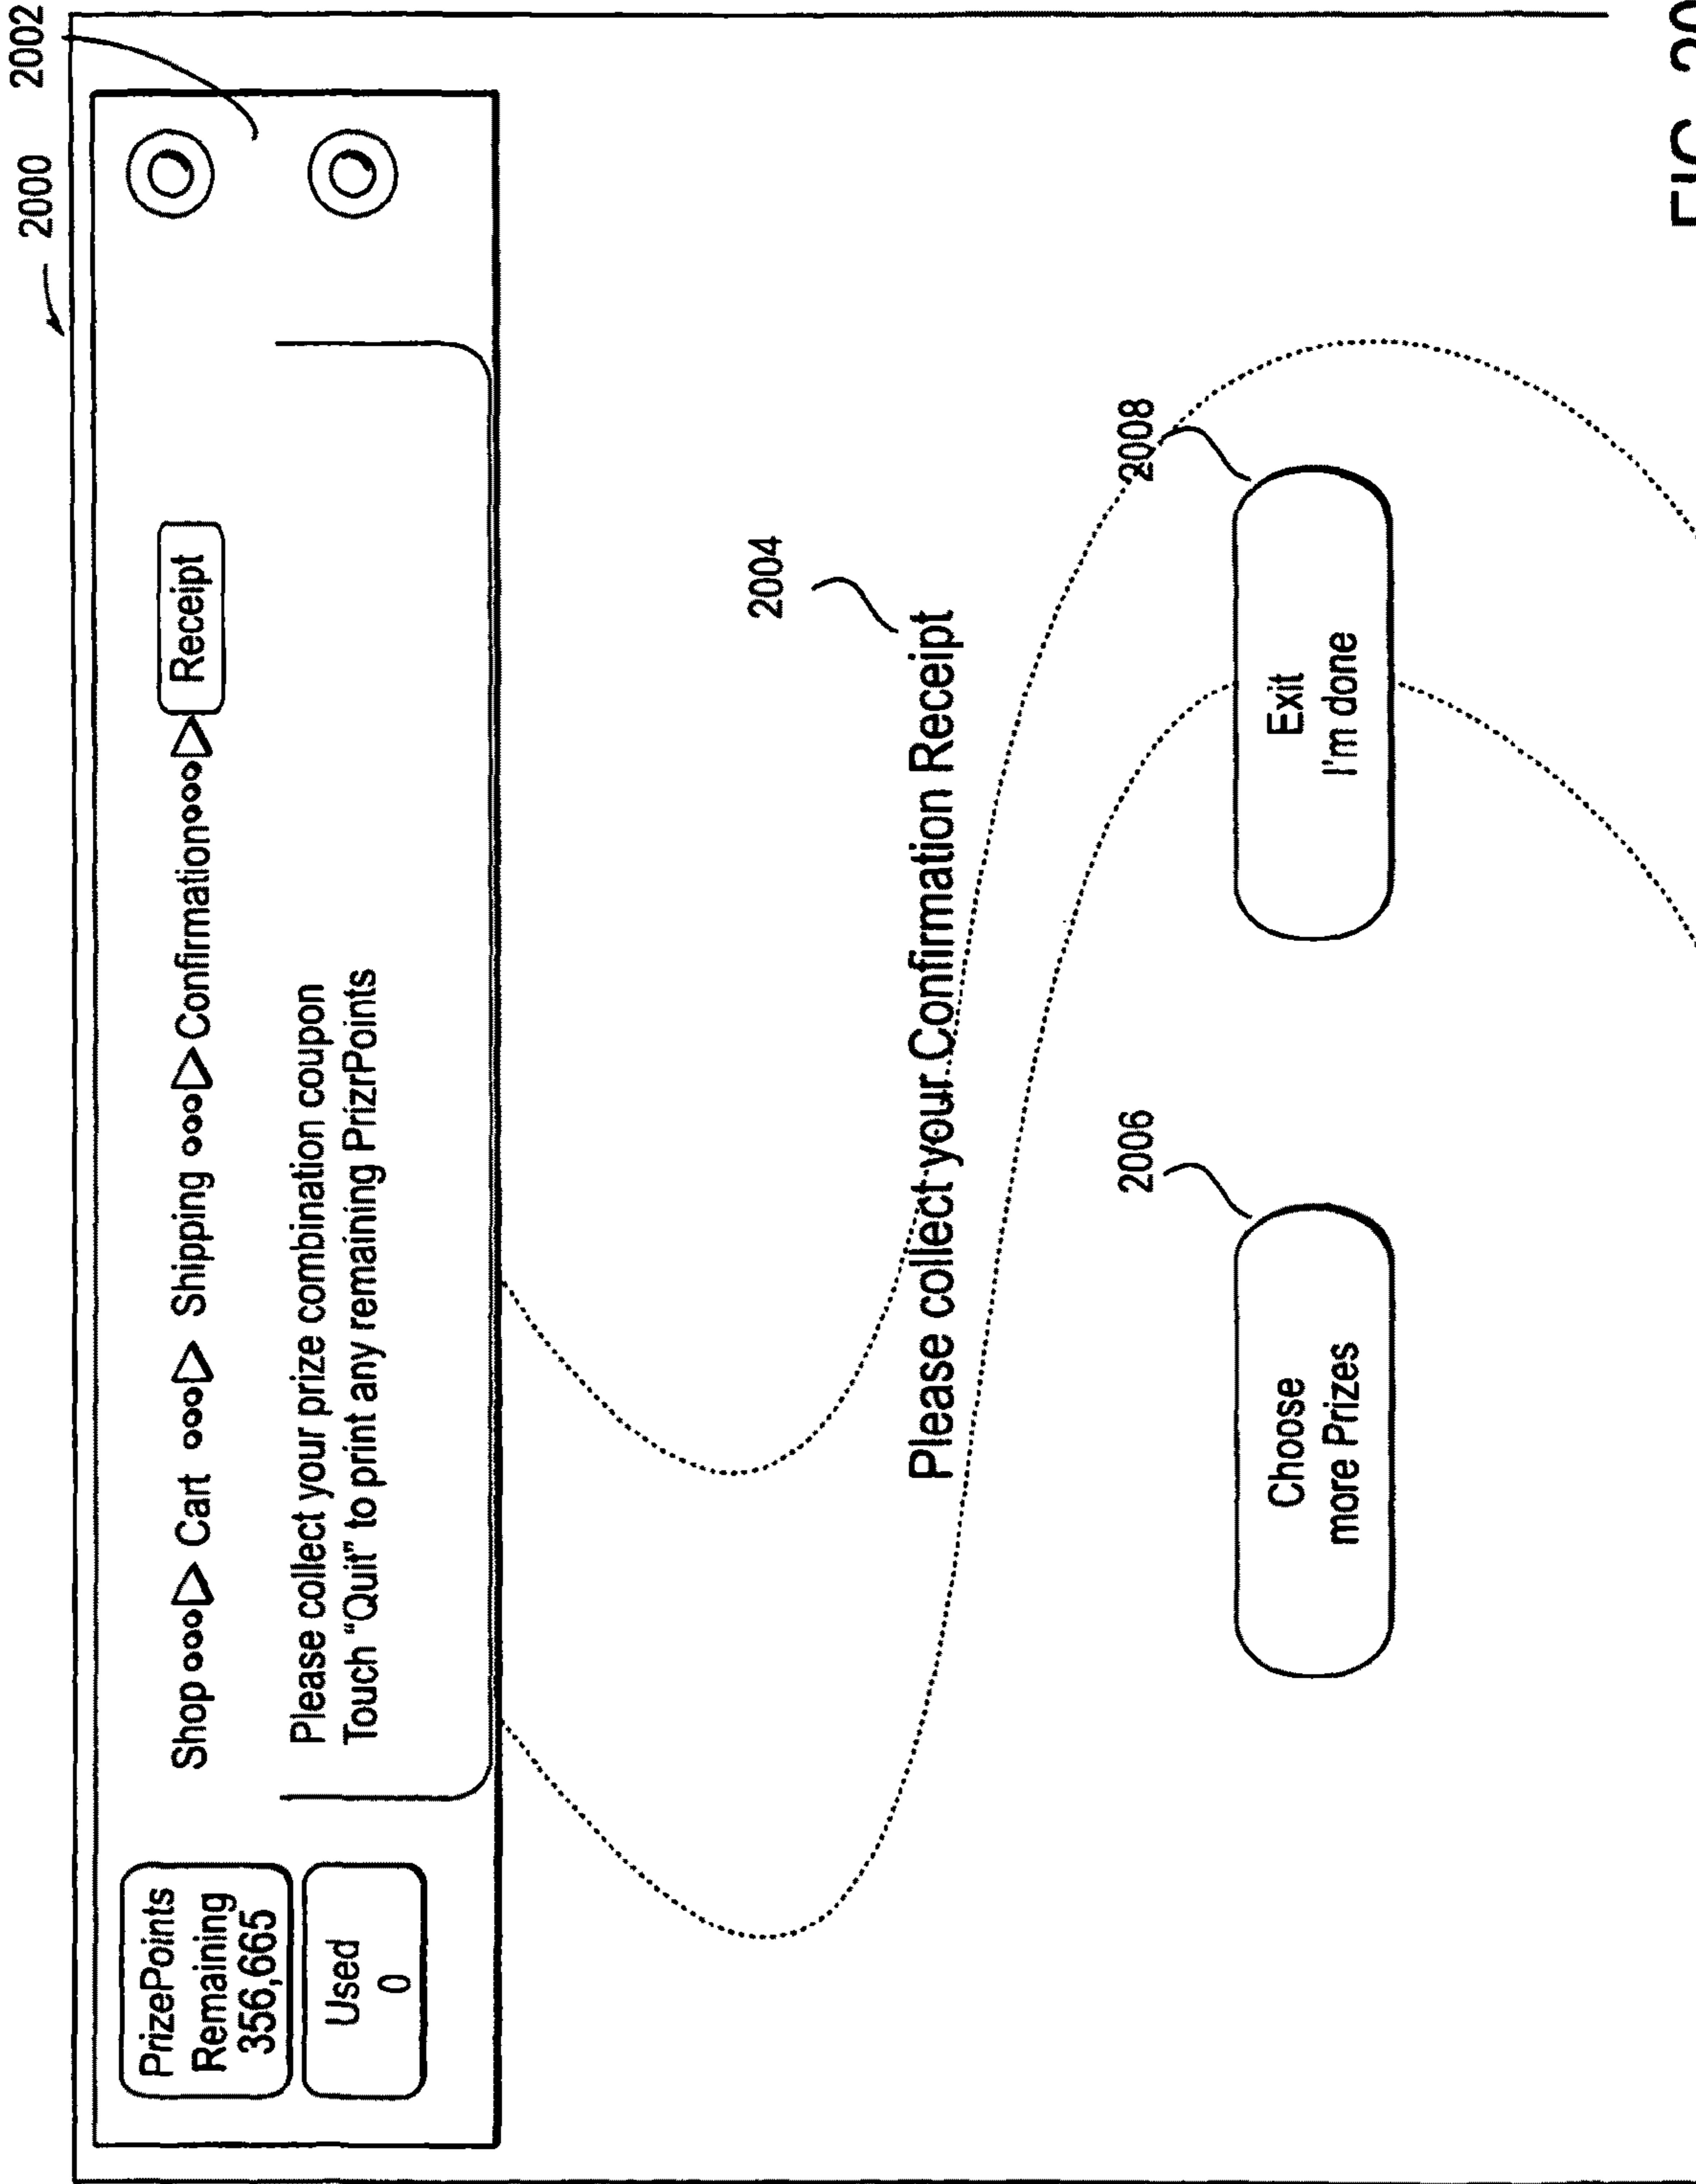 2000
2002
PrizePoints
Remaining
356,665
Used
0
Shop Cart Shipping Confirmation Receipt
Please collect your prize combination coupon
Touch “Quit” to print any remaining PrizrPoints
2004
Please collect your Confirmation Receipt
2006
2008
Choose
more Prizes
Exit
I'm done
FIG. 20